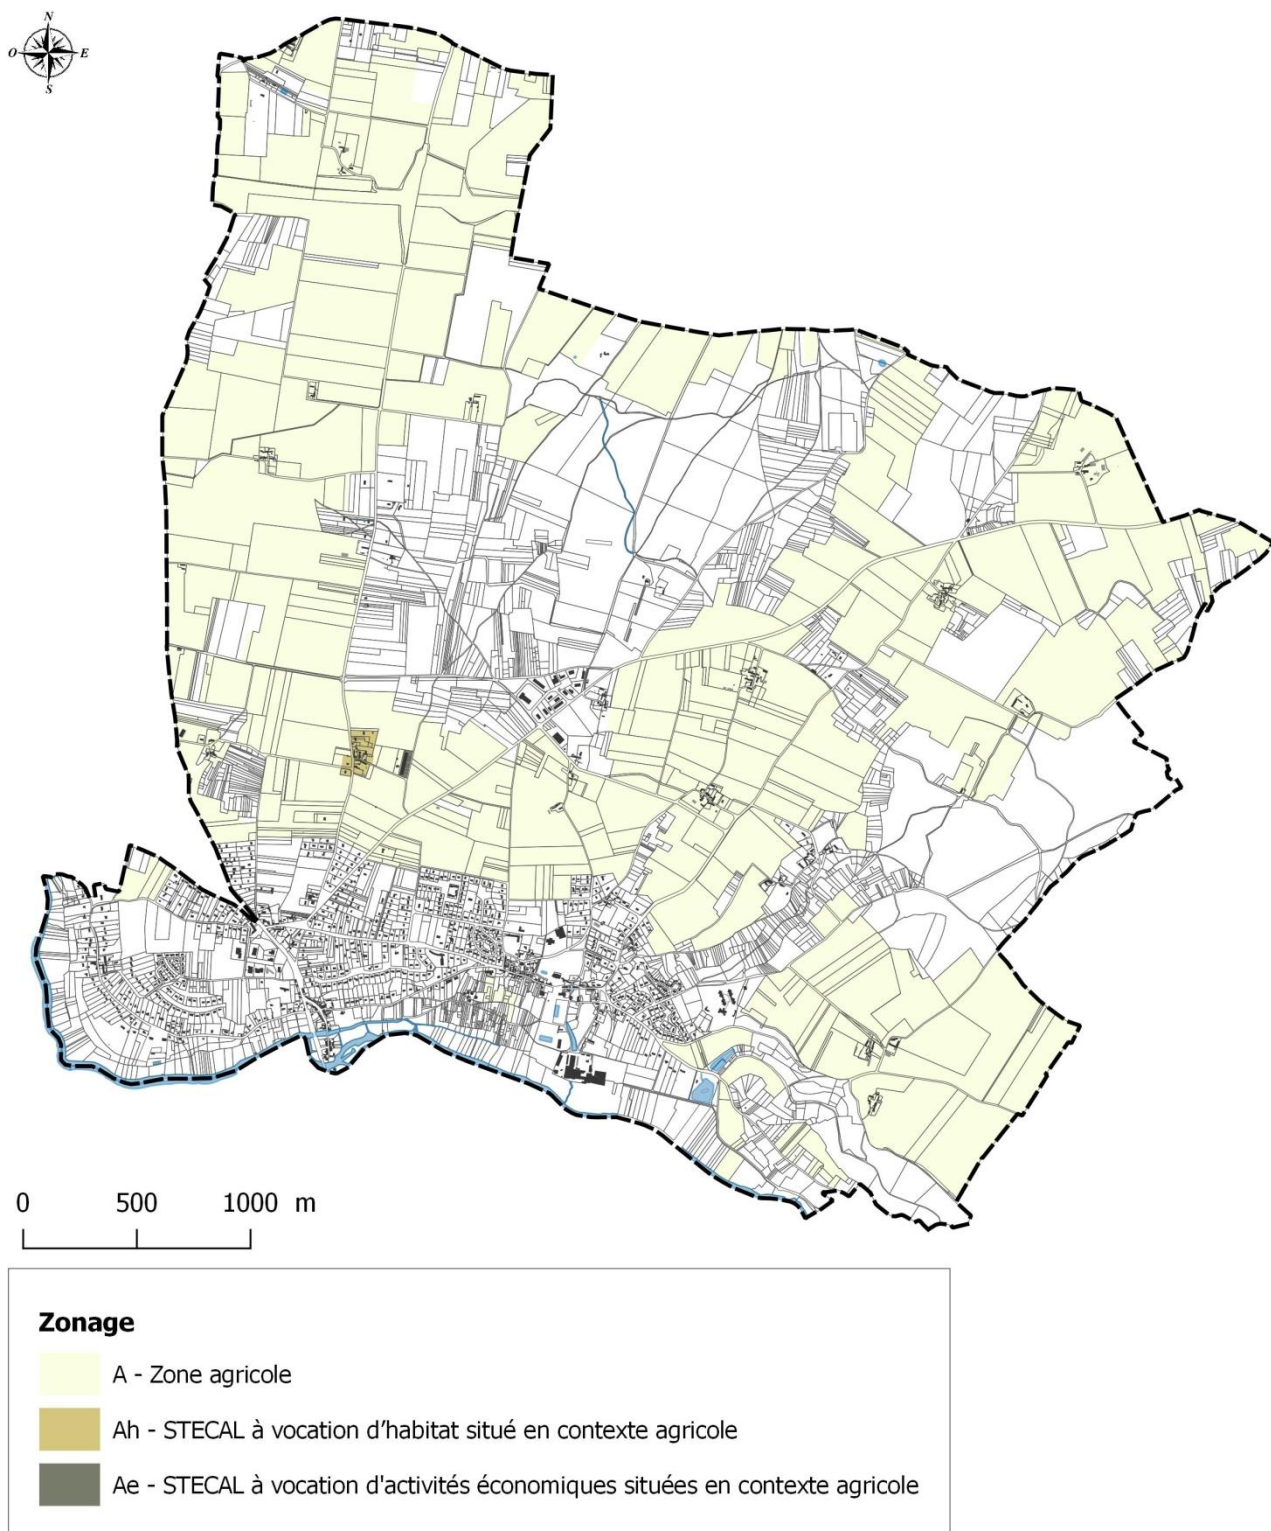 N
O E
S
0 500 1000 m
Zonage
A - Zone agricole
Ah - STECAL à vocation d’habitat situé en contexte agricole
Ae - STECAL à vocation d'activités économiques situées en contexte agricole